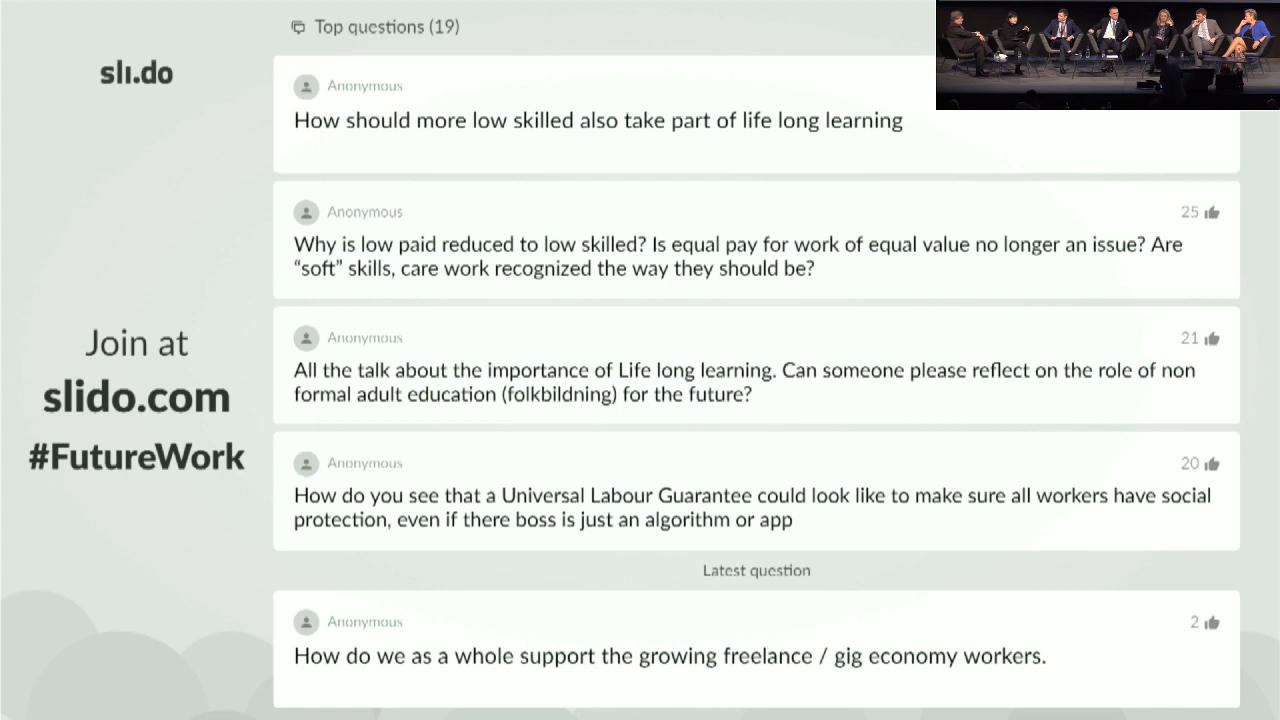 Top questions (19)
sli.do
Anonymous
How should more low skilled also take part of life long learning
Anonymous
25
Why is low paid reduced to low skilled? Is equal pay for work of equal value no longer an issue? Are
“soft” skills, care work recognized the way they should be?
Anonymous
21
All the talk about the importance of Life long learning. Can someone please reflect on the role of non
formal adult education (folkbildning) for the future?
Join at
slido.com
#FutureWork
Anonymous
20
How do you see that a Universal Labour Guarantee could look like to make sure all workers have social
protection, even if there boss is just an algorithm or app
Latest question
Anonymous
2
How do we as a whole support the growing freelance / gig economy workers.